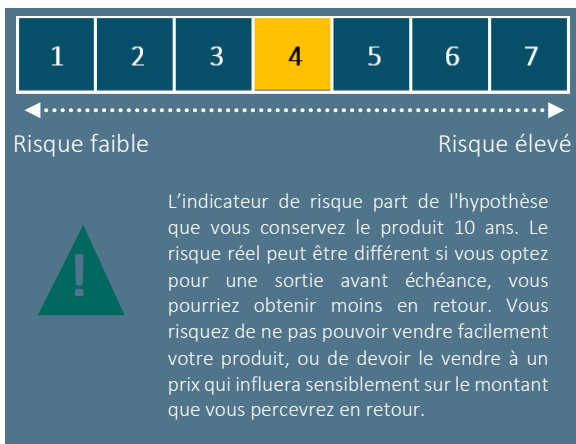 1 2 3 4 5 6 7
Risque faible Risque élevé
L’indicateur de risque part de l'hypothèse
que vous conservez le produit 10 ans. Le
risque réel peut être différent si vous optez
pour une sortie avant échéance, vous
pourriez obtenir moins en retour. Vous
risquez de ne pas pouvoir vendre facilement
votre produit, ou de devoir le vendre à un
prix qui influera sensiblement sur le montant
que vous percevrez en retour.
!